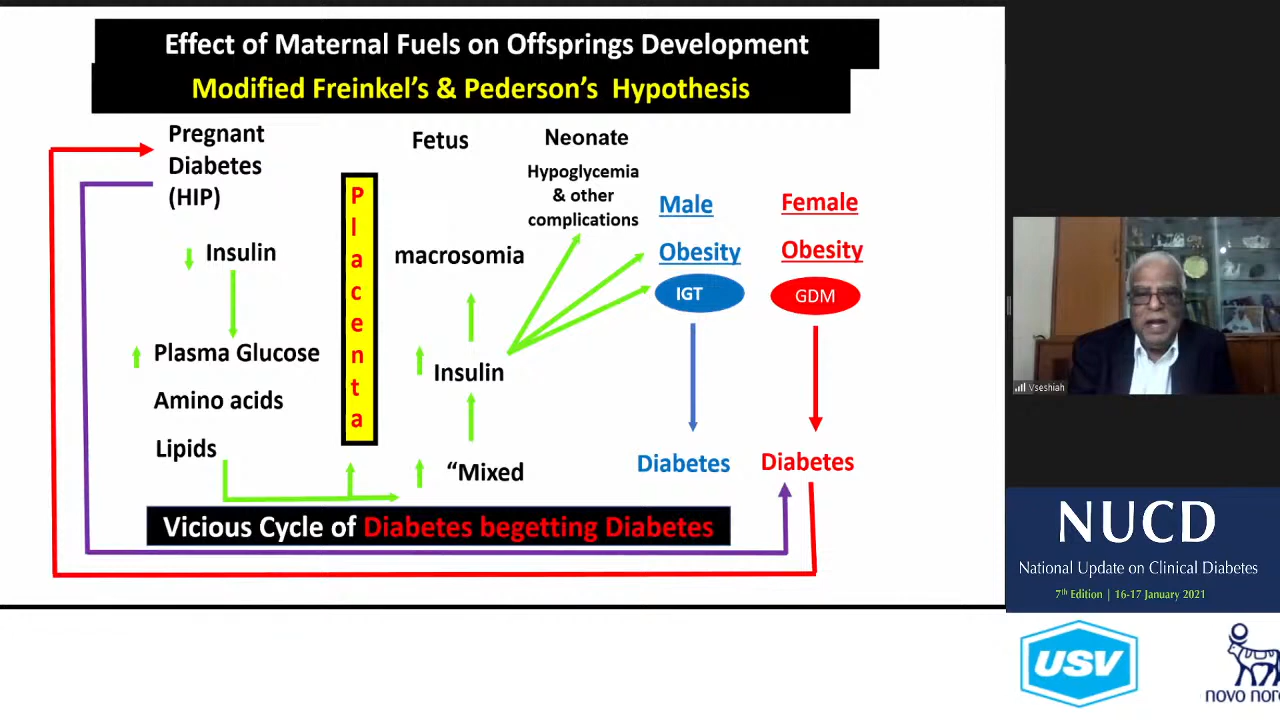 Effect of Maternal Fuels on Offsprings Development
Modified Freinkel's & Pederson's Hypothesis
Pregnant
Diabetes
(HIP)
Insulin
Plasma Glucose
Amino acids
Lipids
Placenta
Fetus
macrosomia
Insulin
“Mixed
Neonate
Hypoglycemia
& other
complications
Male
Obesity
IGT
Diabetes
Female
Obesity
GDM
Diabetes
Vicious Cycle of Diabetes begetting Diabetes
Vseshiah
NUCD
National Update on Clinical Diabetes
7th Edition | 16-17 January 2021
USV
novo nor